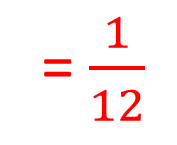 = 1/12